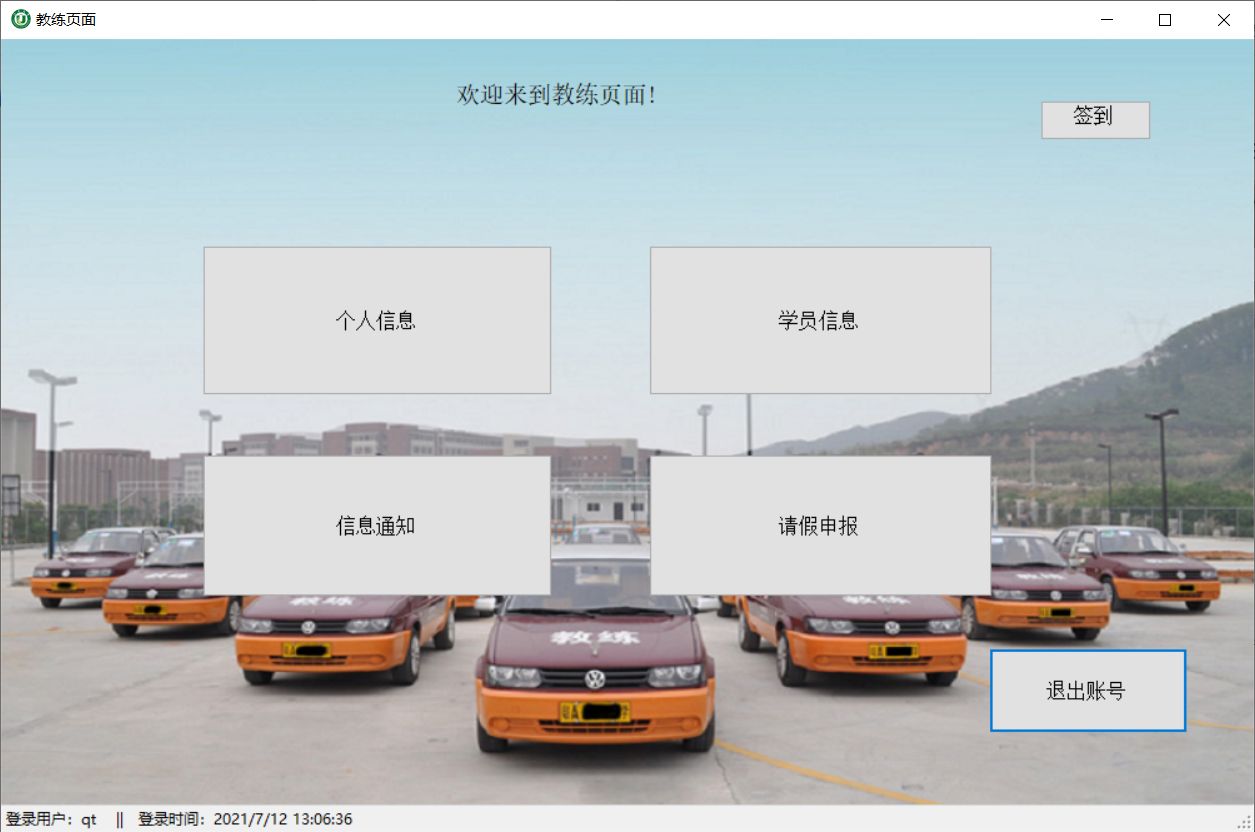 教练页面
欢迎来到教练页面!
签到
个人信息
学员信息
信息通知
请假申报
教练
教练
教练
退出账号
登录用户：qt || 登录时间：2021/7/12 13:06:36